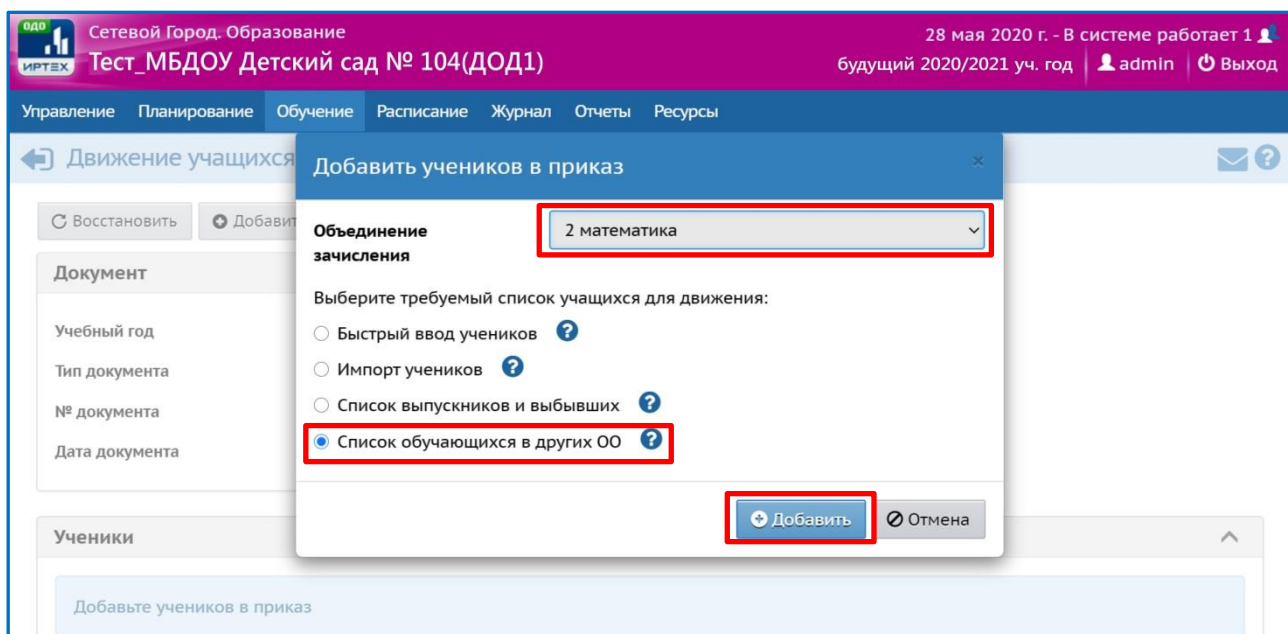 ОДО
ИРТЕХ
Сетевой Город. Образование
Тест_МБДОУ Детский сад № 104(ДОД1)
28 мая 2020 г. - В системе работает 1
будущий 2020/2021 уч. год admin Выход
Управление Планирование Обучение Расписание Журнал Отчеты Ресурсы
Движение учащихся
Восстановить
Документ
Учебный год
Тип документа
№ документа
Дата документа
Добавить учеников в приказ
×
Объединение
зачисления
2 математика
Выберите требуемый список учащихся для движения:
Быстрый ввод учеников ?
Импорт учеников ?
Список выпускников и выбывших ?
Список обучающихся в других ОО ?
Добавить Отмена
Ученики
Добавьте учеников в приказ